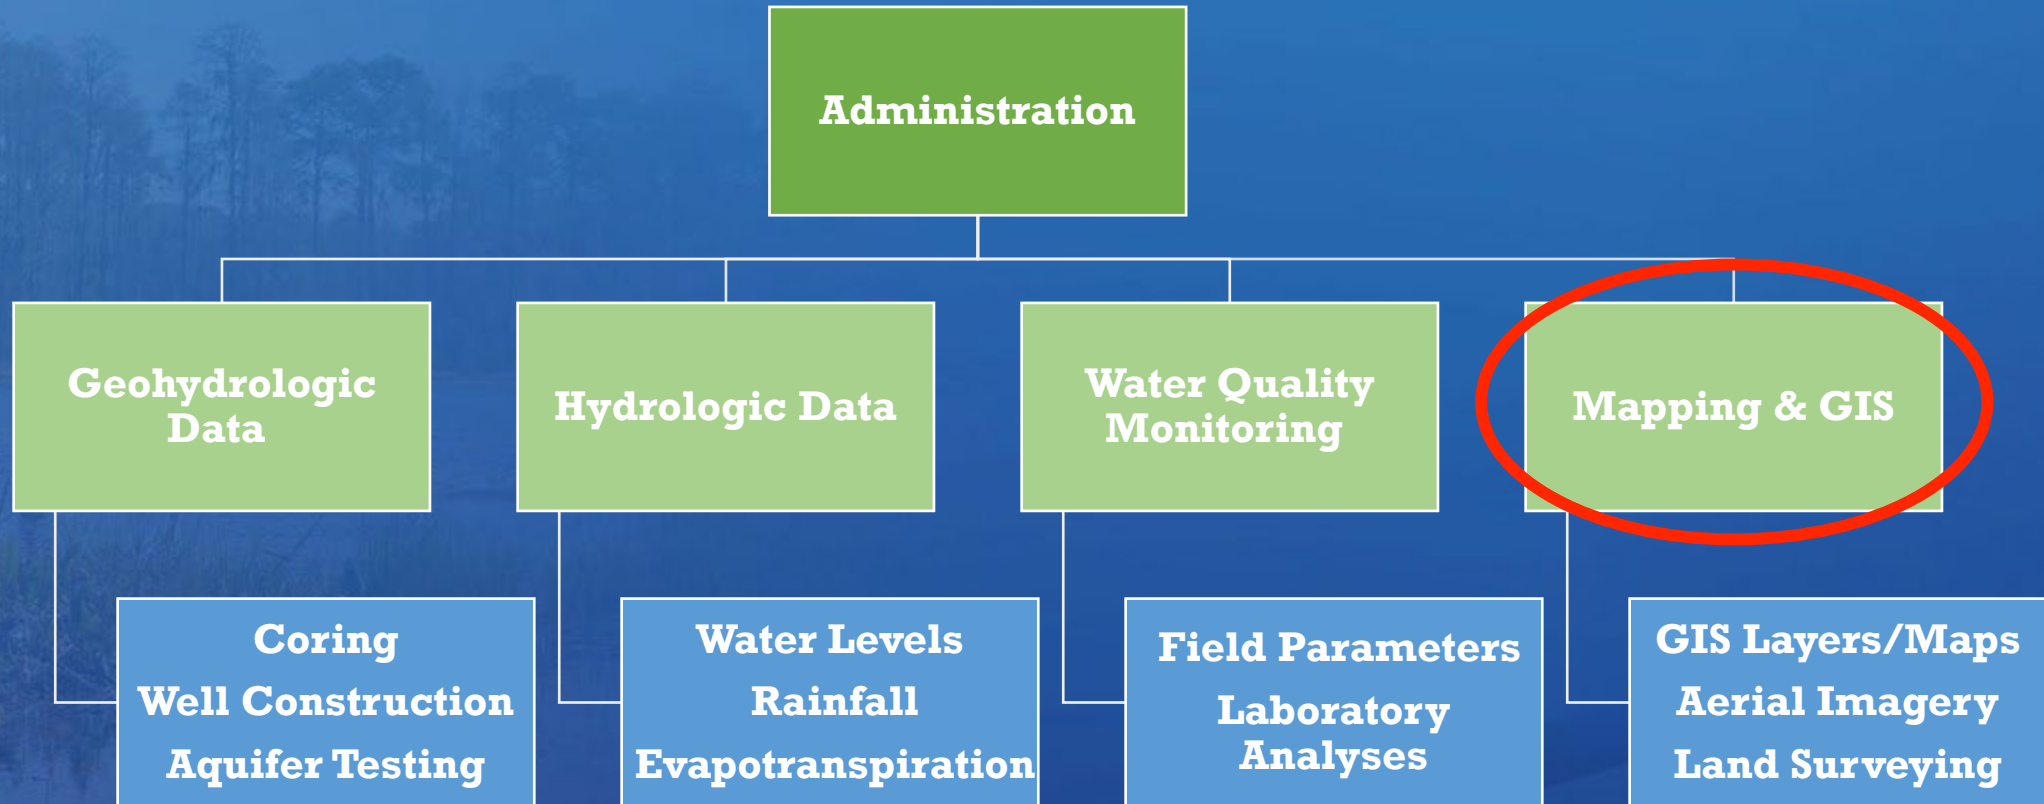 Administration
Geohydrologic
Data
Hydrologic Data
Water Quality
Monitoring
Mapping & GIS
Coring
Well Construction
Aquifer Testing
Water Levels
Rainfall
Evapotranspiration
Field Parameters
Laboratory
Analyses
GIS Layers/Maps
Aerial Imagery
Land Surveying